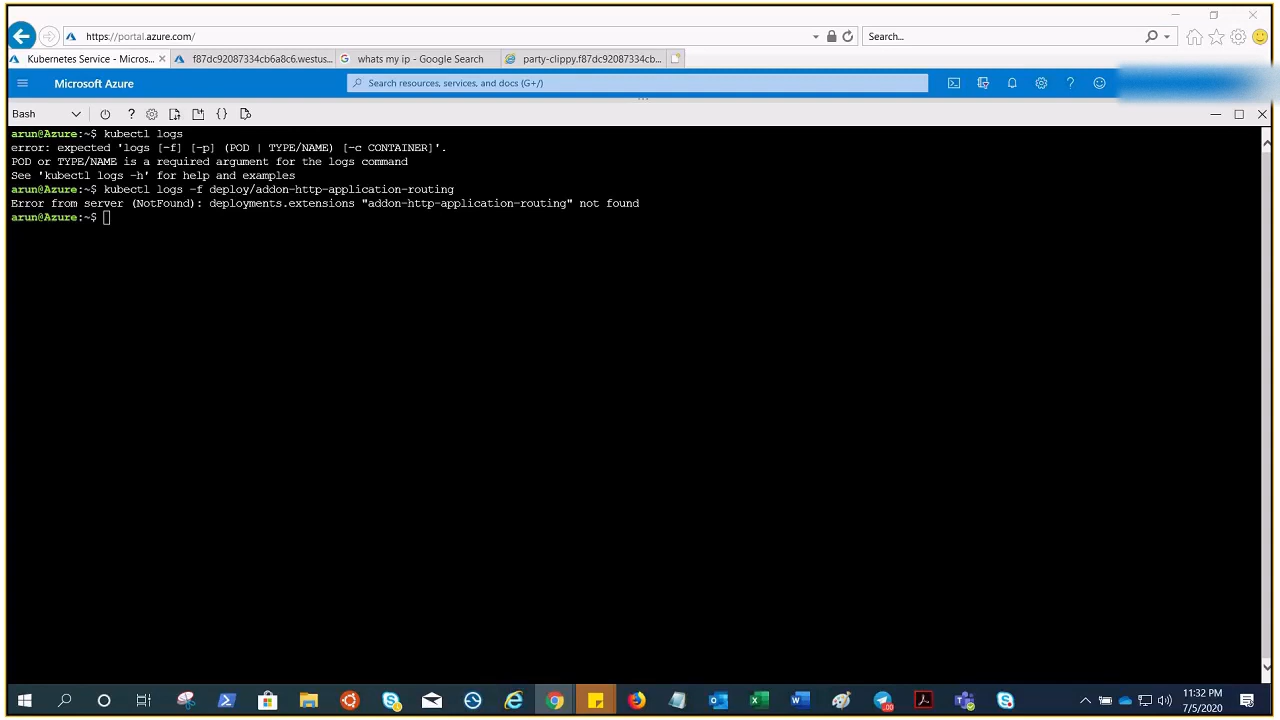 https://portal.azure.com/
Search...
Kubernetes Service - Micros...
f87dc92087334cb6a8c6.westus...
whats my ip - Google Search
party-clippy.f87dc92087334cb...
Microsoft Azure
Search resources, services, and docs (G+/)
Bash
arun@Azure:~$ kubectl logs
error: expected 'logs [-f] [-p] (POD | TYPE/NAME) [-c CONTAINER]'.
POD or TYPE/NAME is a required argument for the logs command
See 'kubectl logs -h' for help and examples
arun@Azure:~$ kubectl logs -f deploy/addon-http-application-routing
Error from server (NotFound): deployments.extensions "addon-http-application-routing" not found
arun@Azure:~$
11:32 PM
7/5/2020